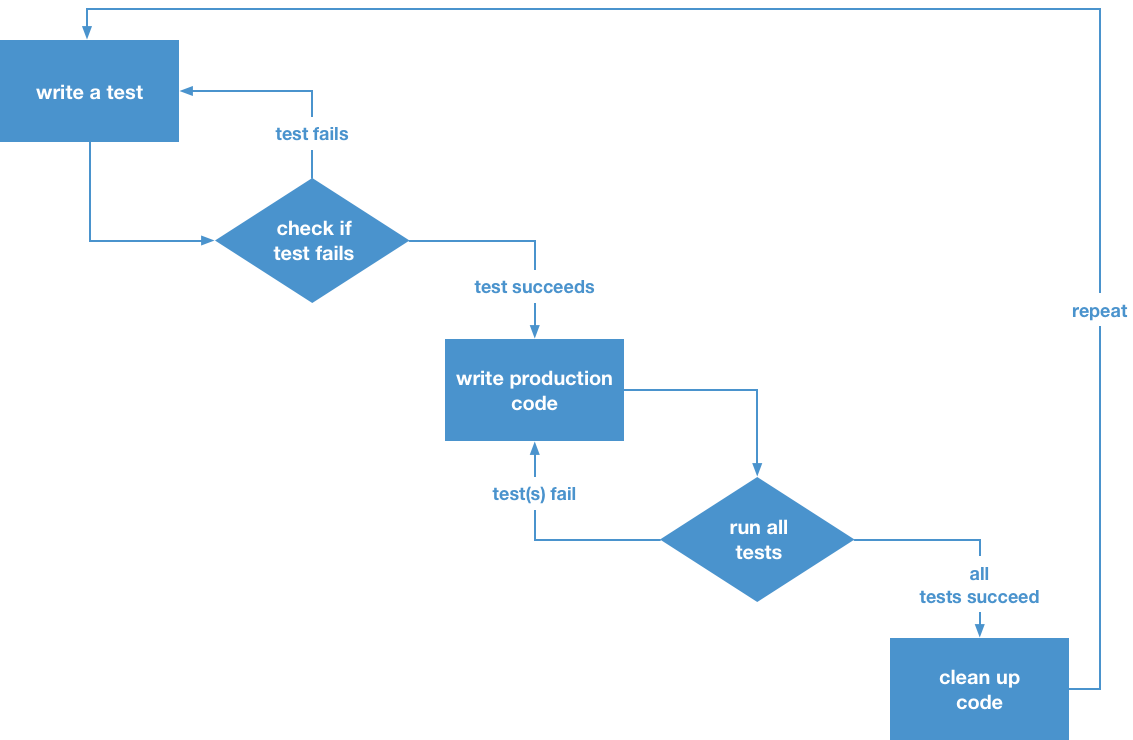 write a test
test fails
check if
test fails
test succeeds
repeat
write production
code
test(s) fail
run all
tests
all
tests succeed
clean up
code